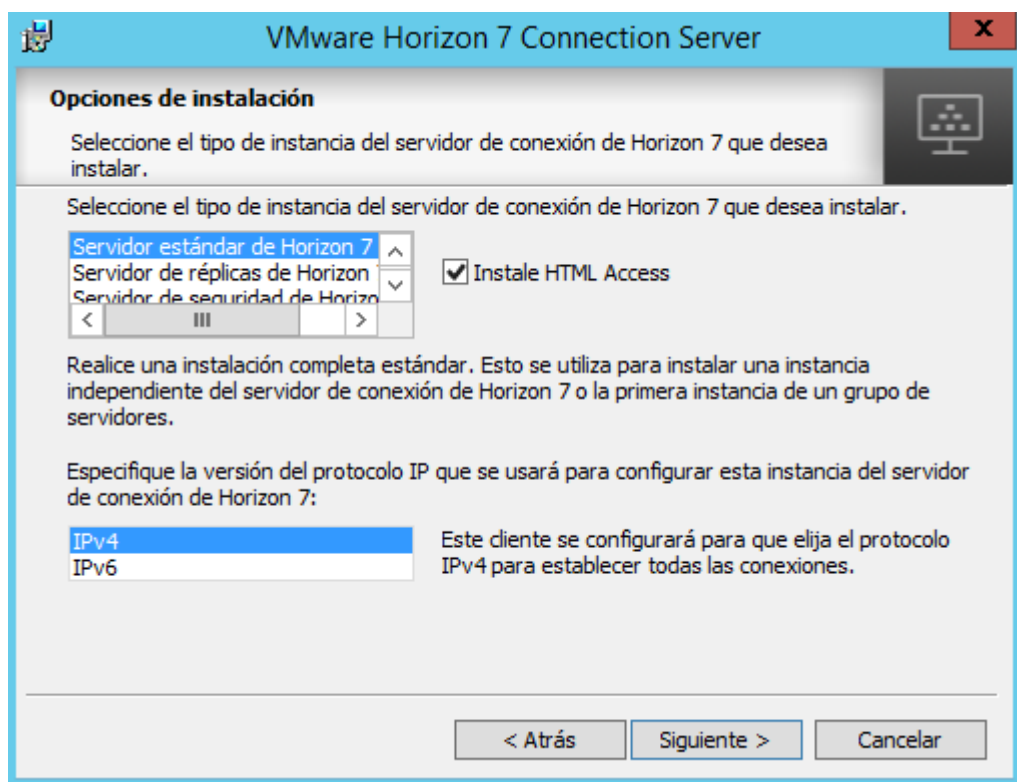 VMware Horizon 7 Connection Server
x
Opciones de instalación
Seleccione el tipo de instancia del servidor de conexión de Horizon 7 que desea
instalar.
Seleccione el tipo de instancia del servidor de conexión de Horizon 7 que desea instalar.
Servidor estándar de Horizon 7
Servidor de réplicas de Horizon
Servidor de seguridad de Horizo
Instale HTML Access
Realice una instalación completa estándar. Esto se utiliza para instalar una instancia
independiente del servidor de conexión de Horizon 7 o la primera instancia de un grupo de
servidores.
Especifique la versión del protocolo IP que se usará para configurar esta instancia del servidor
de conexión de Horizon 7:
IPv4
IPv6
Este cliente se configurará para que elija el protocolo
IPv4 para establecer todas las conexiones.
< Atrás
Siguiente >
Cancelar